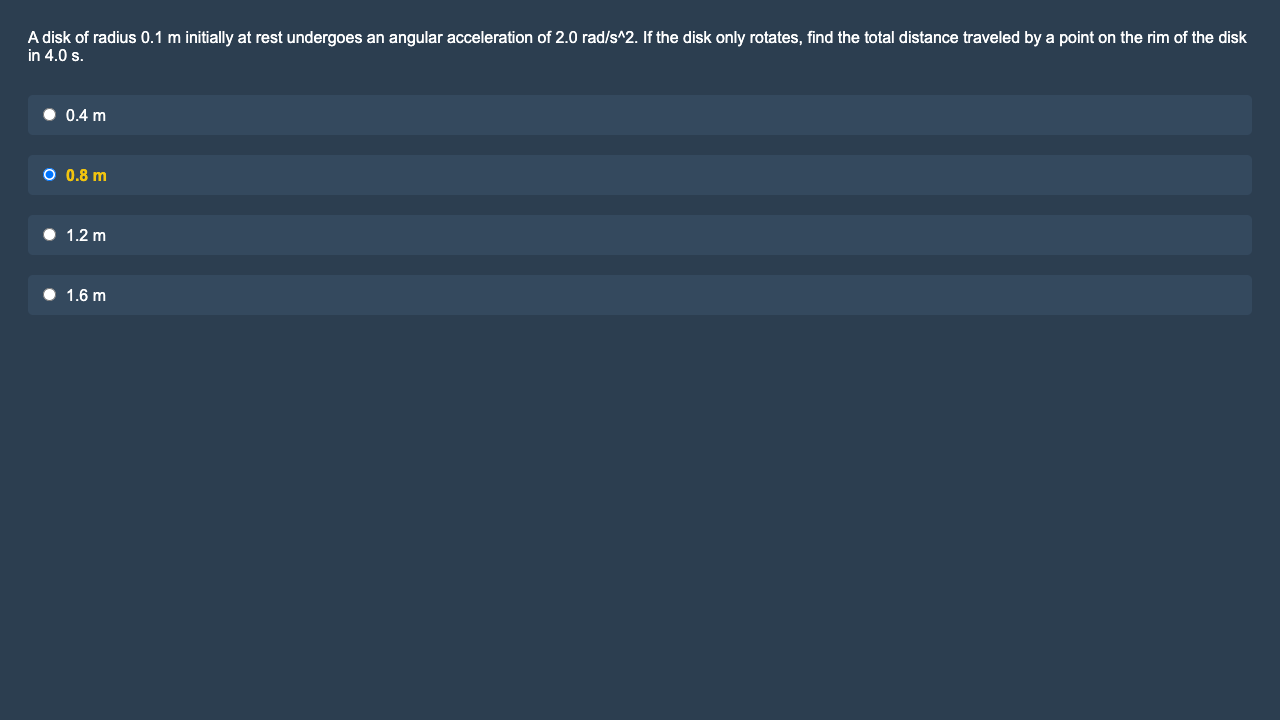 A disk of radius 0.1 m initially at rest undergoes an angular acceleration of 2.0 rad/s^2. If the disk only rotates, find the total distance traveled by a point on the rim of the disk
in 4.0 s.
0.4 m
0.8 m
1.2 m
1.6 m